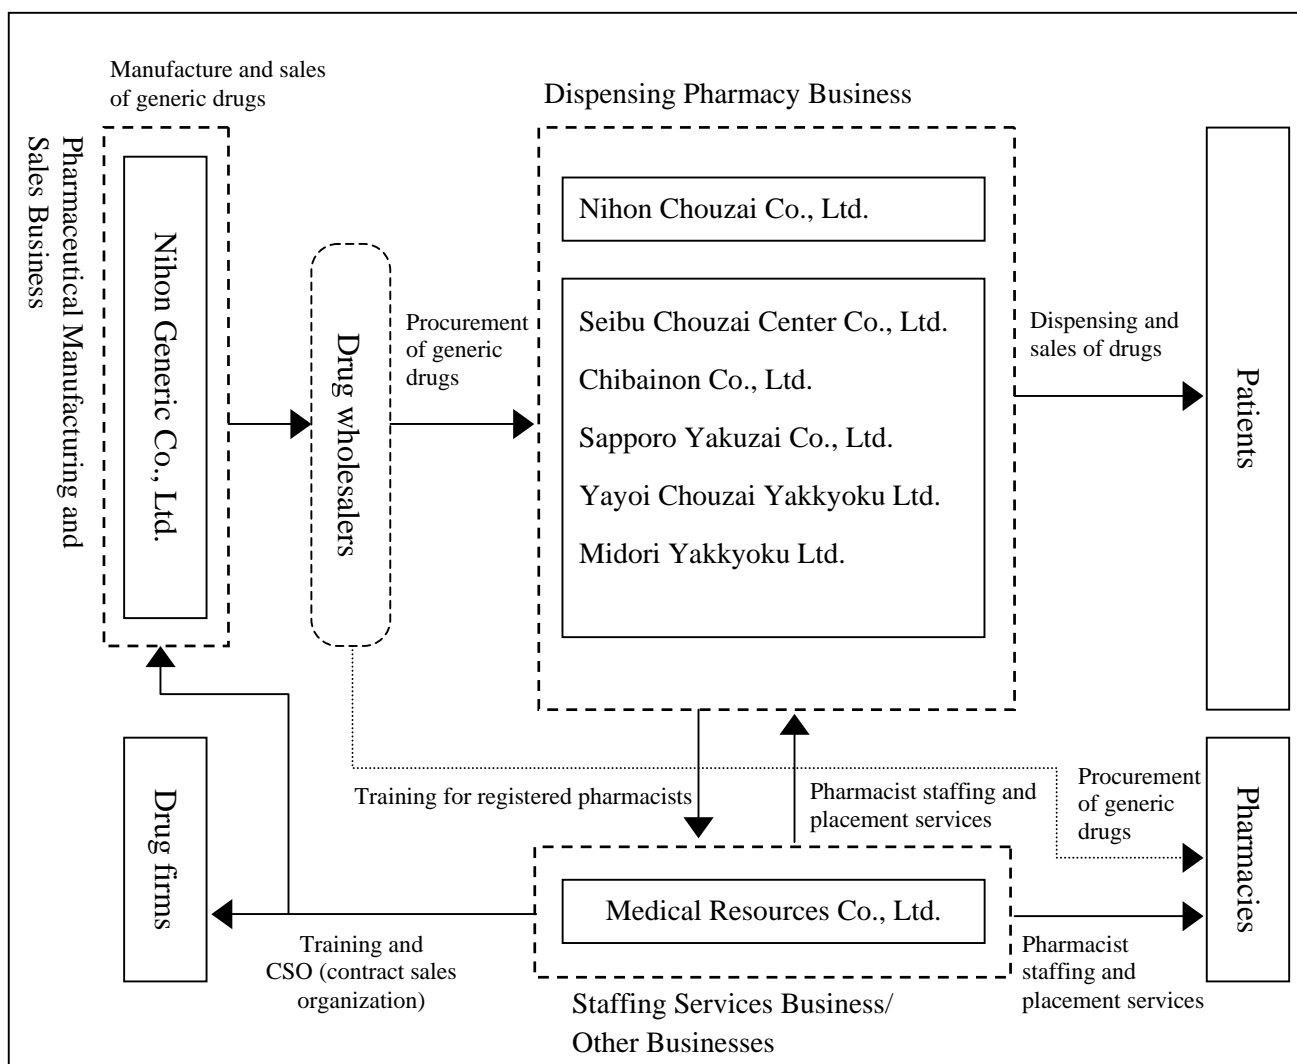 Manufacture and sales
of generic drugs
Pharmaceutical Manufacturing and
Sales Business
Nihon Generic Co., Ltd.
Drug wholesalers
Procurement
of generic
drugs
Dispensing Pharmacy Business
Nihon Chouzai Co., Ltd.
Seibu Chouzai Center Co., Ltd.
Chibainon Co., Ltd.
Sapporo Yakuzai Co., Ltd.
Yayoi Chouzai Yakkyoku Ltd.
Midori Yakkyoku Ltd.
Dispensing and
sales of drugs
Patients
Drug firms
Training for registered pharmacists
Pharmacist staffing and
placement services
Procurement
of generic
drugs
Pharmacies
Training and
CSO (contract sales
organization)
Medical Resources Co., Ltd.
Staffing Services Business/
Other Businesses
Pharmacist
staffing and
placement services